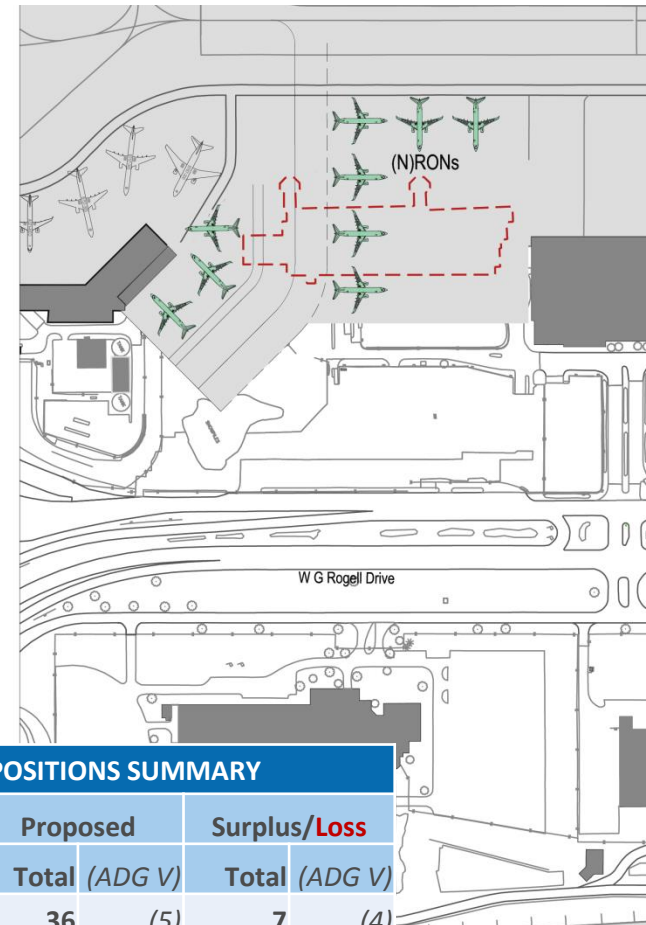 (N)RONs
W G Rogell Drive
POSITIONS SUMMARY
Proposed Surplus/Loss
Total (ADG V) Total (ADG V)
36 (5) 7 (4)